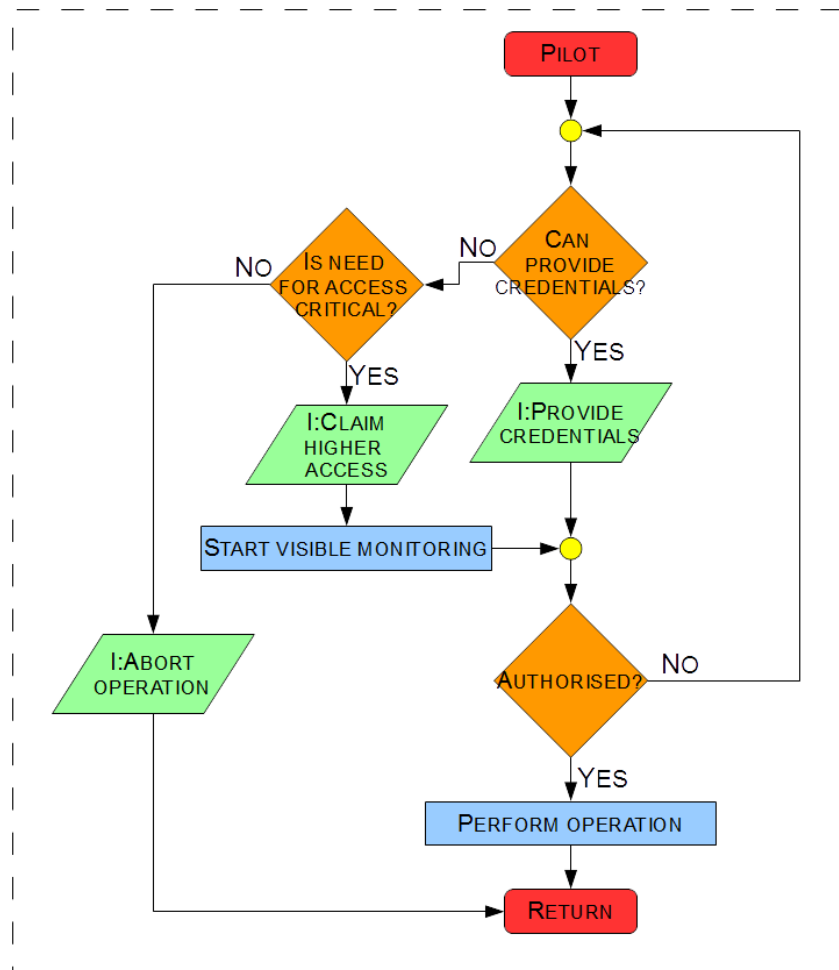 PILOT
CAN
PROVIDE
CREDENTIALS?
NO
IS NEED
FOR ACCESS
CRITICAL?
NO
YES
YES
I:CLAIM
HIGHER
ACCESS
I:PROVIDE
CREDENTIALS
START VISIBLE MONITORING
I:ABORT
OPERATION
AUTHORISED?
NO
YES
PERFORM OPERATION
RETURN